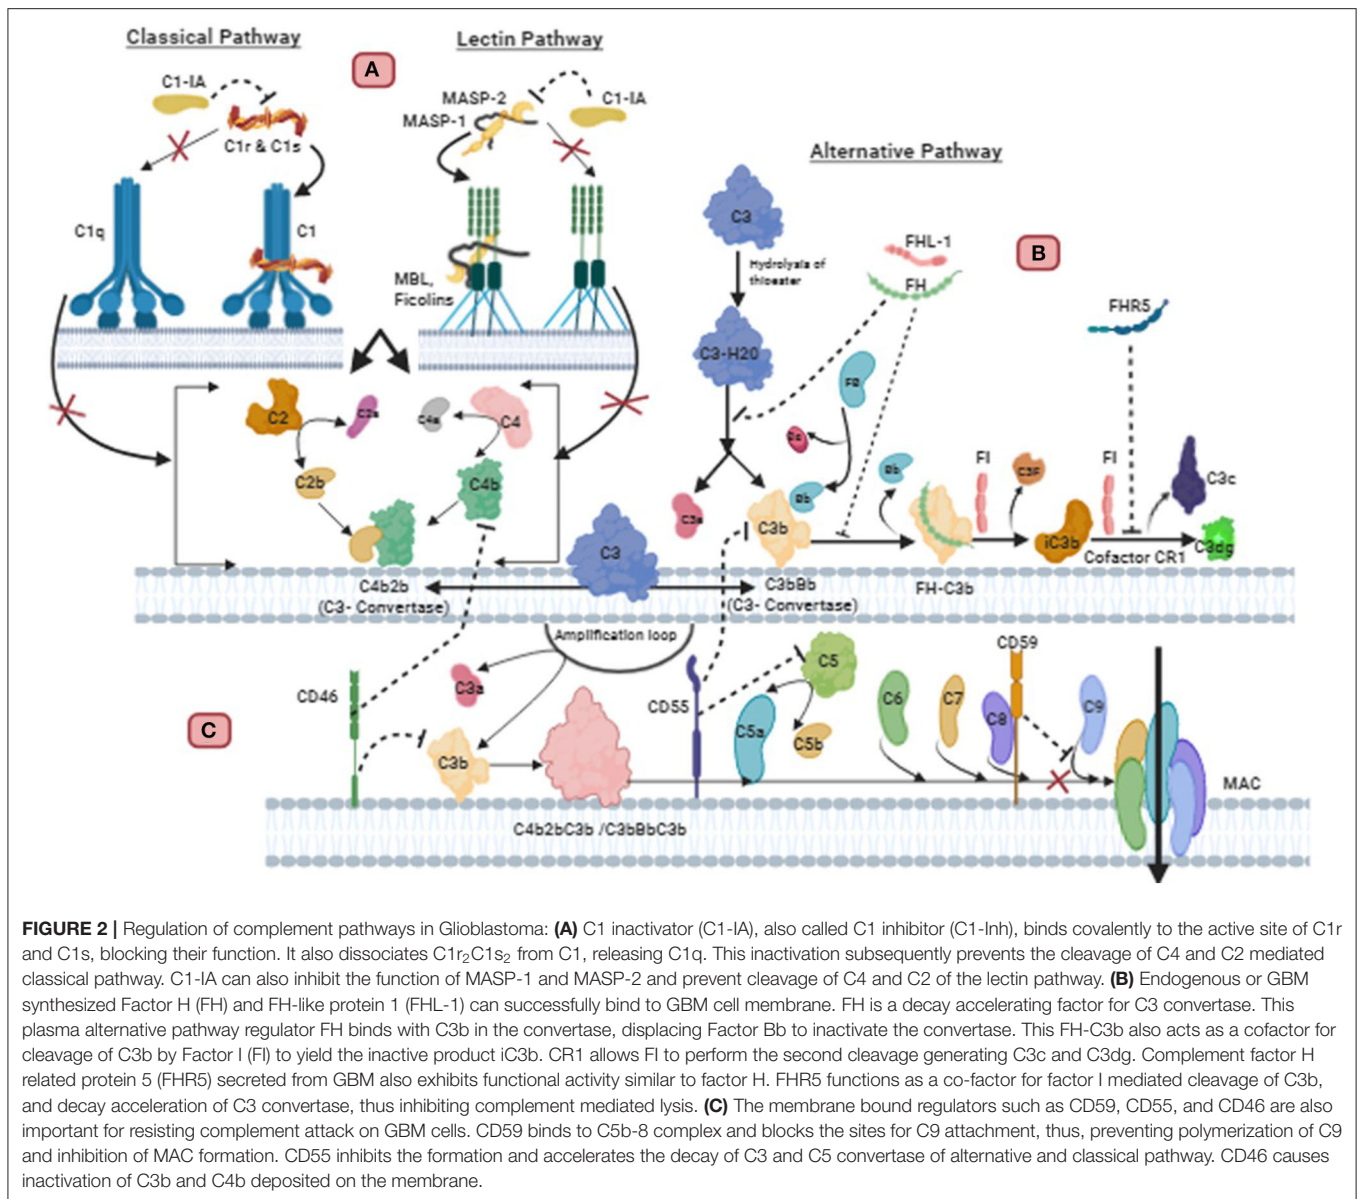 Classical Pathway
Lectin Pathway
A
C1-IA
C1r & C1s
C1q
C1
MASP-2
MASP-1
C1-IA
MBL,
Ficolins
Alternative Pathway
B
C3
Hydrolysis of
thioester
C3-H20
FHL-1
FH
FHR5
FB
C2
C2a
C4a
C4
C2b
C4b
C3a
Bb
C3b
Bb
FI
C3F
iC3b
FI
Cofactor CR1
C3c
C3dg
C3
C4b2b
(C3- Convertase)
C3bBb
(C3- Convertase)
FH-C3b
Amplification loop
C
CD46
C3a
C3b
CD55
C5
C5a
C5b
C6
C7
C8
CD59
C9
MAC
C4b2bC3b /C3bBbC3b
FIGURE 2 | Regulation of complement pathways in Glioblastoma: (A) C1 inactivator (C1-IA), also called C1 inhibitor (C1-Inh), binds covalently to the active site of C1r
and C1s, blocking their function. It also dissociates C1r₂C1s₂ from C1, releasing C1q. This inactivation subsequently prevents the cleavage of C4 and C2 mediated
classical pathway. C1-IA can also inhibit the function of MASP-1 and MASP-2 and prevent cleavage of C4 and C2 of the lectin pathway. (B) Endogenous or GBM
synthesized Factor H (FH) and FH-like protein 1 (FHL-1) can successfully bind to GBM cell membrane. FH is a decay accelerating factor for C3 convertase. This
plasma alternative pathway regulator FH binds with C3b in the convertase, displacing Factor Bb to inactivate the convertase. This FH-C3b also acts as a cofactor for
cleavage of C3b by Factor I (FI) to yield the inactive product iC3b. CR1 allows FI to perform the second cleavage generating C3c and C3dg. Complement factor H
related protein 5 (FHR5) secreted from GBM also exhibits functional activity similar to factor H. FHR5 functions as a co-factor for factor I mediated cleavage of C3b,
and decay acceleration of C3 convertase, thus inhibiting complement mediated lysis. (C) The membrane bound regulators such as CD59, CD55, and CD46 are also
important for resisting complement attack on GBM cells. CD59 binds to C5b-8 complex and blocks the sites for C9 attachment, thus, preventing polymerization of C9
and inhibition of MAC formation. CD55 inhibits the formation and accelerates the decay of C3 and C5 convertase of alternative and classical pathway. CD46 causes
inactivation of C3b and C4b deposited on the membrane.